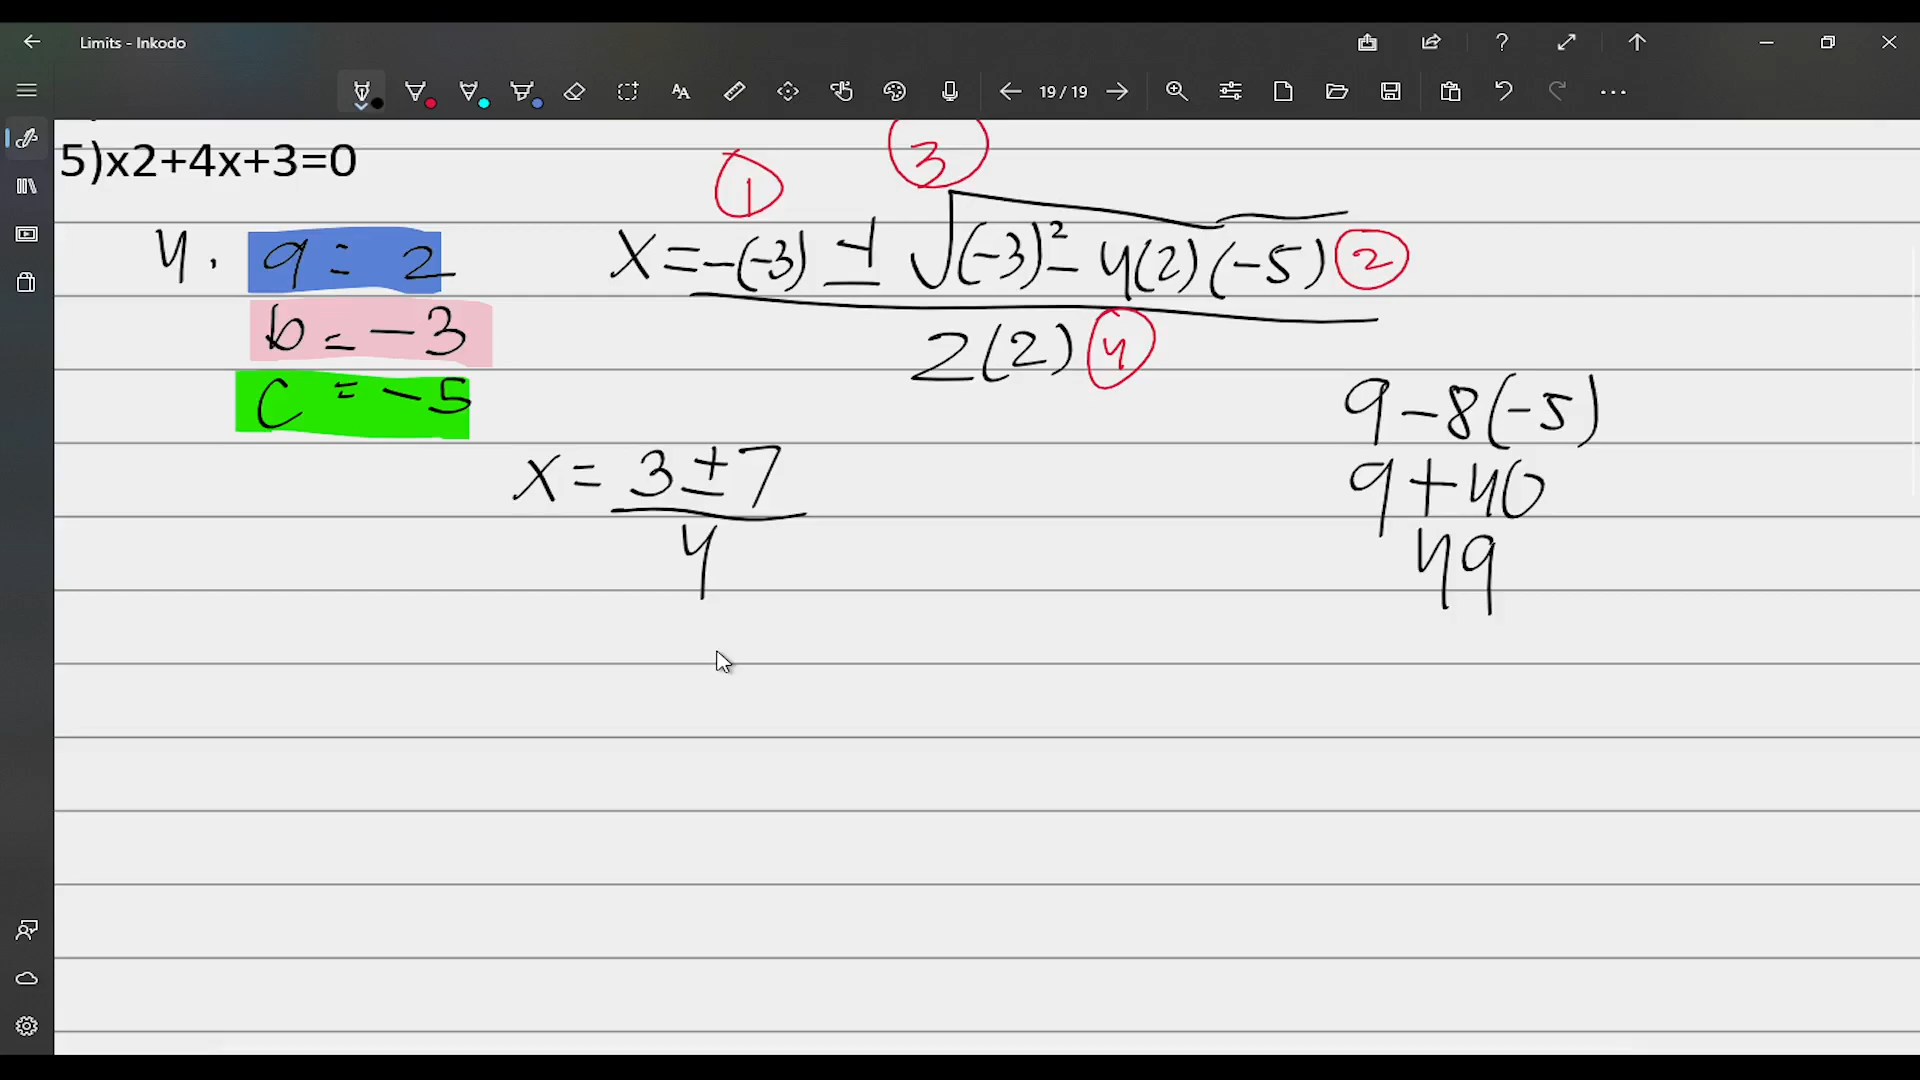 Limits - Inkodo
19 / 19
5)x2+4x+3=0
① ③
4. a = 2
b = -3
c = -5
x = -(-3) ± √(-3)² - 4(2)(-5) ②
2(2) ④
9-8(-5)
9+40
49
x = 3±7
4